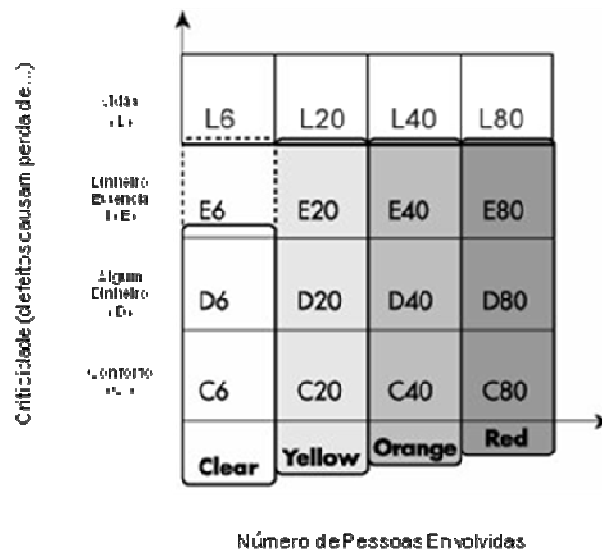 Criticidade (defeitos causam perda de...)
L6 L20 L40 L80
Dinheiro
E6 E20 E40 E80
Algum
Dinheiro
D6 D20 D40 D80
Conforto
C6 C20 C40 C80
Clear Yellow Orange Red
Número de Pessoas Envolvidas